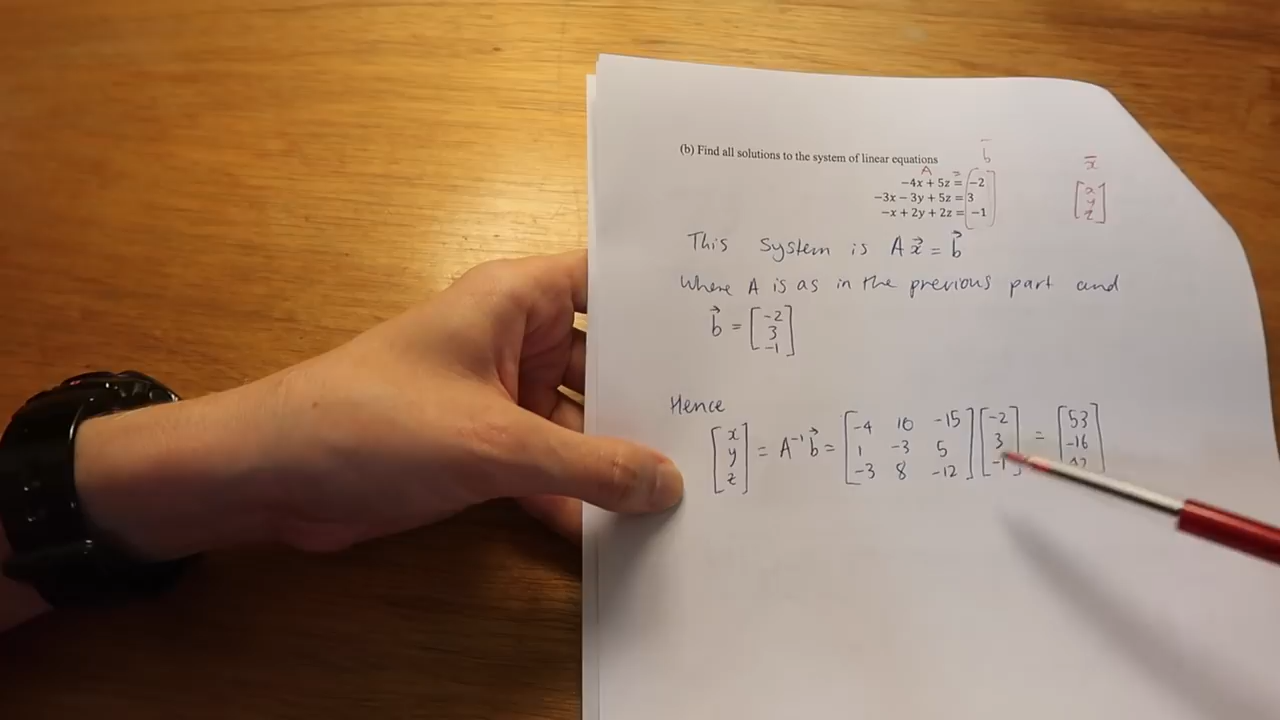 (b) Find all solutions to the system of linear equations
b̄
x̄
A =
−4x + 5z = [−2
−3x − 3y + 5z = 3
−x + 2y + 2z = −1]
[x
y
z]
This system is A x⃗ = b⃗
Where A is as in the previous part and
b⃗ = [−2
3
−1]
Hence
[x y z] = A⁻¹ b⃗ = [−4 10 −15
1 −3 5
−3 8 −12] [−2 3 −1] = [53 −16 42]